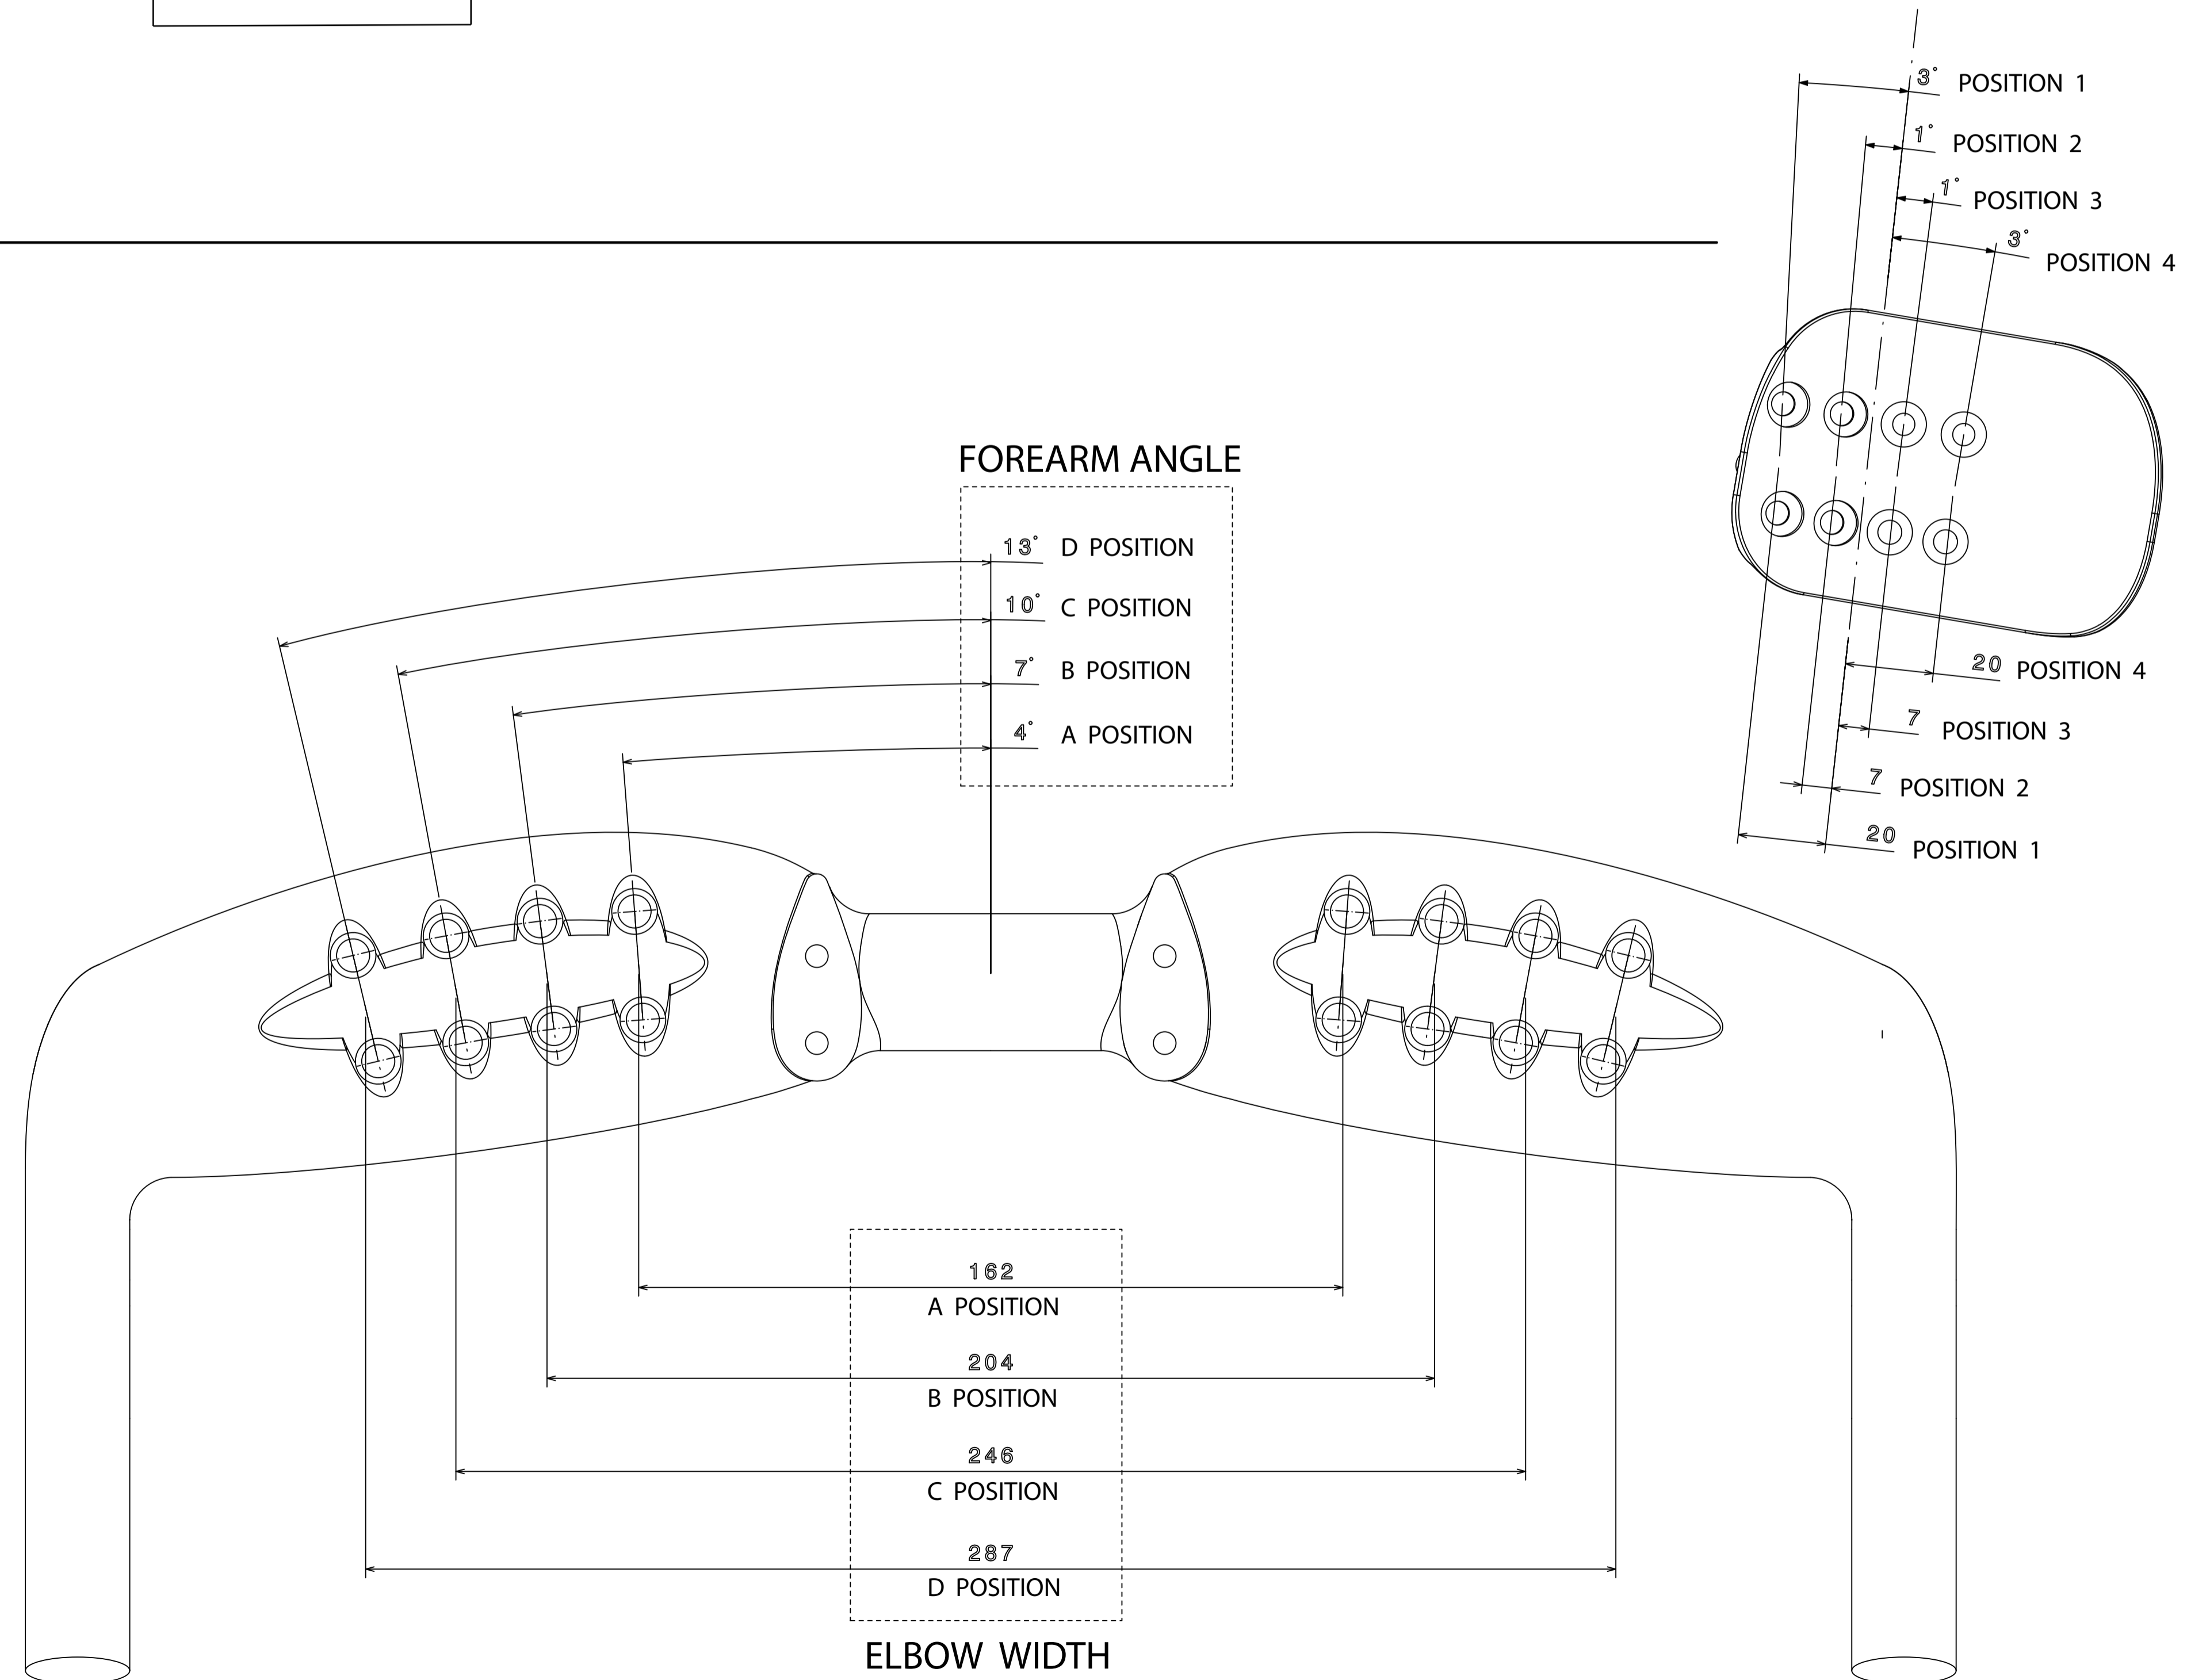 3° POSITION 1
1° POSITION 2
1° POSITION 3
3° POSITION 4
FOREARM ANGLE
13° D POSITION
10° C POSITION
7° B POSITION
4° A POSITION
20 POSITION 4
7 POSITION 3
7 POSITION 2
20 POSITION 1
162
A POSITION
204
B POSITION
246
C POSITION
287
D POSITION
ELBOW WIDTH